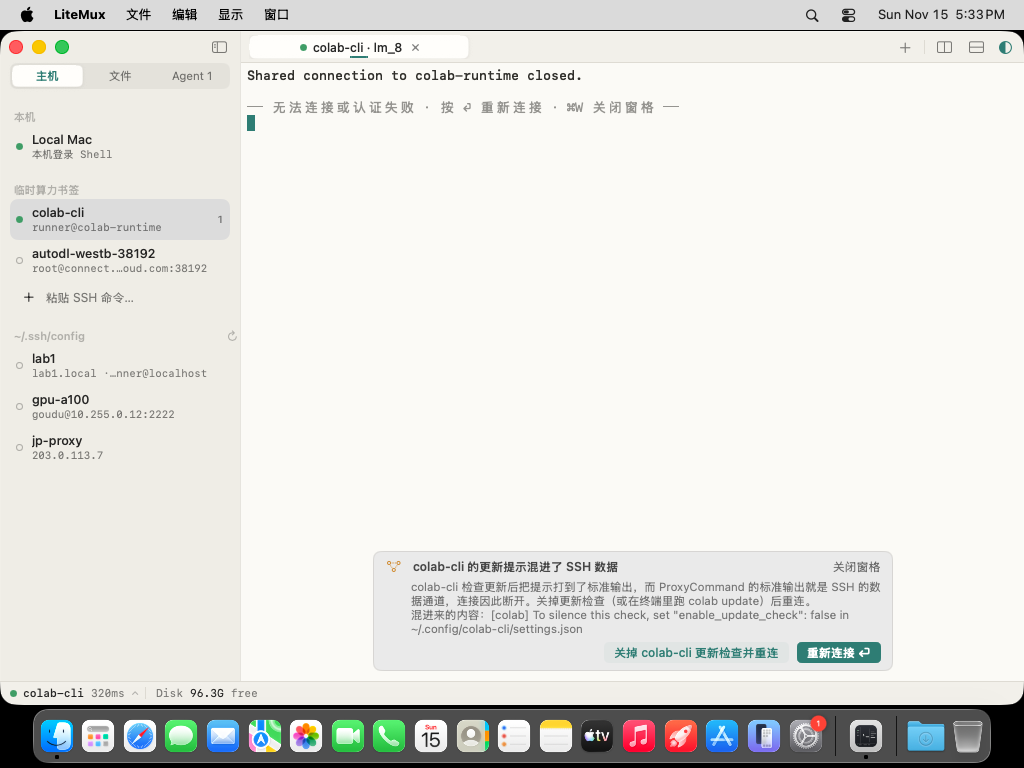 LiteMux 文件 编辑 显示 窗口 Sun Nov 15 5:33 PM
colab-cli · lm_8
主机 文件 Agent 1
Shared connection to colab-runtime closed.
── 无法连接或认证失败 · 按 ⏎ 重新连接 · ⌘W 关闭窗格 ──
本机
Local Mac
本机登录 Shell
临时算力书签
colab-cli 1
runner@colab-runtime
autodl-westb-38192
root@connect.…oud.com:38192
+ 粘贴 SSH 命令...
~/.ssh/config
lab1
lab1.local ·…nner@localhost
gpu-a100
goudu@10.255.0.12:2222
jp-proxy
203.0.113.7
colab-cli 的更新提示混进了 SSH 数据 关闭窗格
colab-cli 检查更新后把提示打到了标准输出，而 ProxyCommand 的标准输出就是 SSH 的数
据通道，连接因此断开。关掉更新检查（或在终端里跑 colab update）后重连。
混进来的内容：[colab] To silence this check, set "enable_update_check": false in
~/.config/colab-cli/settings.json
关掉 colab-cli 更新检查并重连 重新连接 ⏎
colab-cli 320ms Disk 96.3G free
Sun
15
tv
1